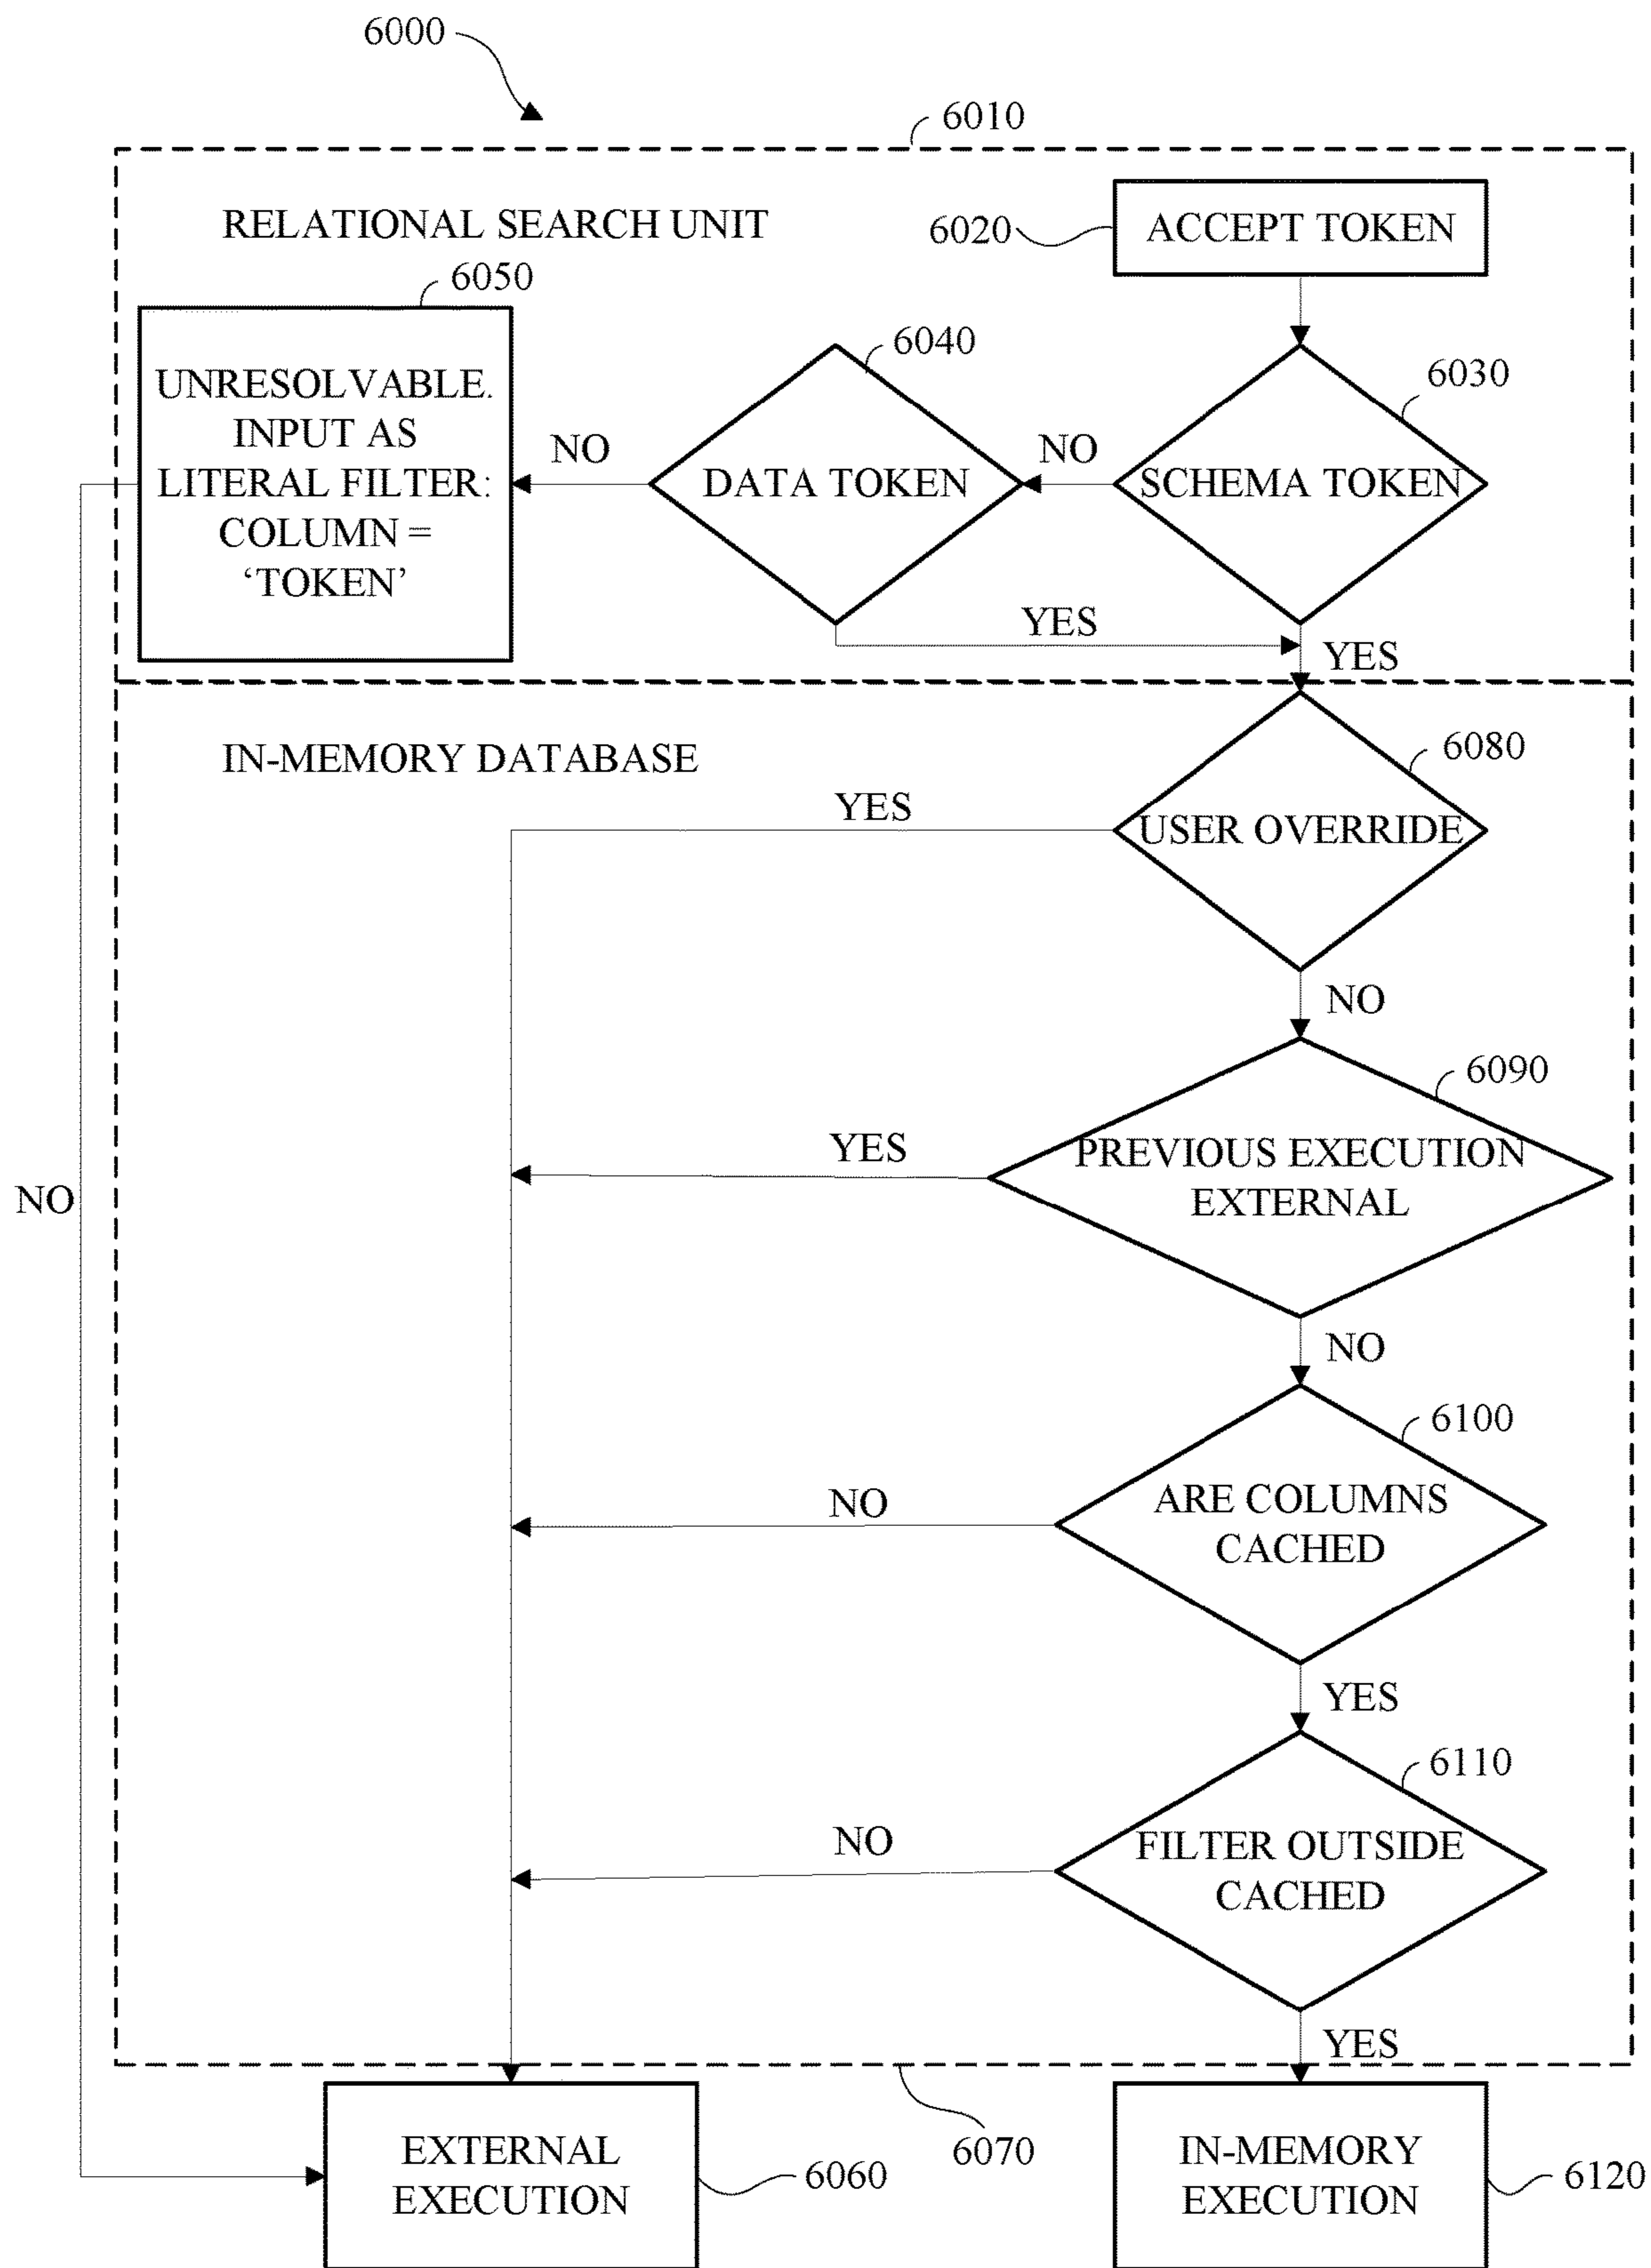 6000
6010
RELATIONAL SEARCH UNIT
6020
ACCEPT TOKEN
6050
6040
6030
UNRESOLVABLE.
INPUT AS
LITERAL FILTER:
COLUMN =
‘TOKEN’
NO
DATA TOKEN
NO
SCHEMA TOKEN
YES
YES
IN-MEMORY DATABASE
6080
YES
USER OVERRIDE
NO
6090
YES
PREVIOUS EXECUTION
EXTERNAL
NO
NO
6100
NO
ARE COLUMNS
CACHED
YES
6110
NO
FILTER OUTSIDE
CACHED
YES
EXTERNAL
EXECUTION
6060
6070
IN-MEMORY
EXECUTION
6120